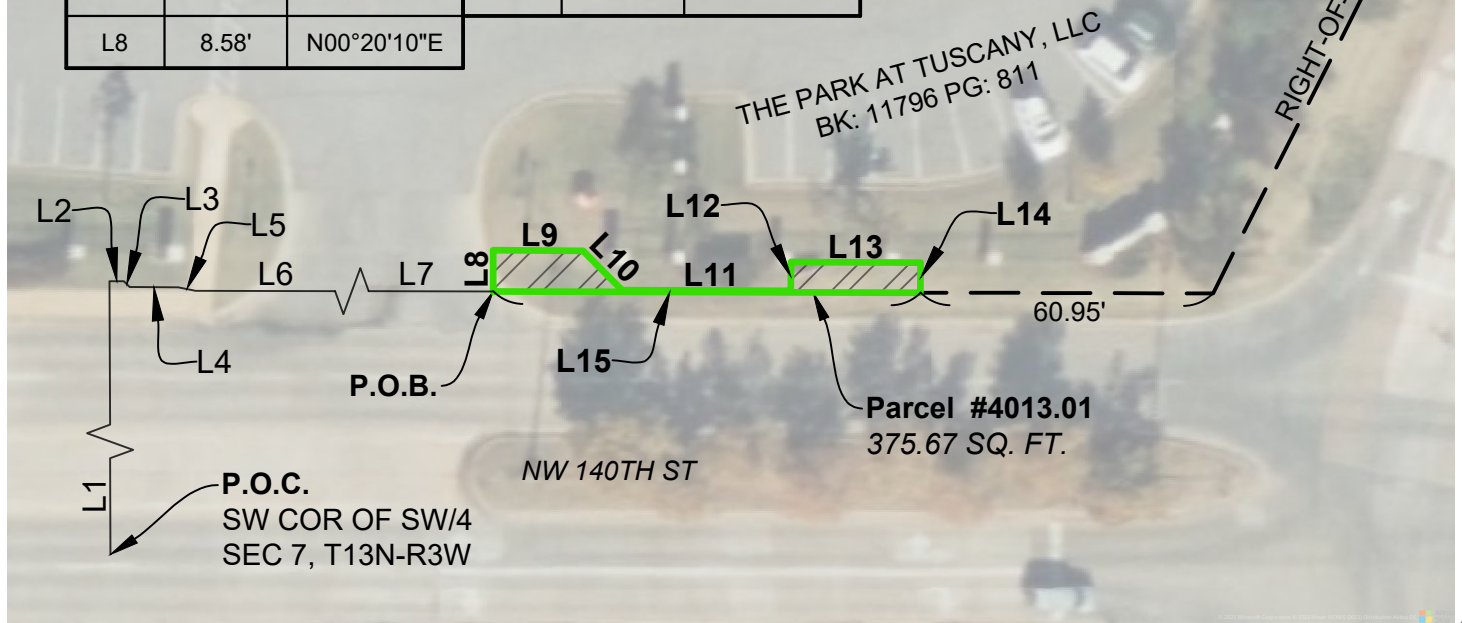 L8 8.58' N00°20'10"E
THE PARK AT TUSCANY, LLC
BK: 11796 PG: 811
RIGHT-OF-
L2
L3
L5
L6
L7
L8
L9
L10
L11
L12
L13
L14
60.95'
L4
L15
P.O.B.
Parcel #4013.01
375.67 SQ. FT.
NW 140TH ST
L1
P.O.C.
SW COR OF SW/4
SEC 7, T13N-R3W